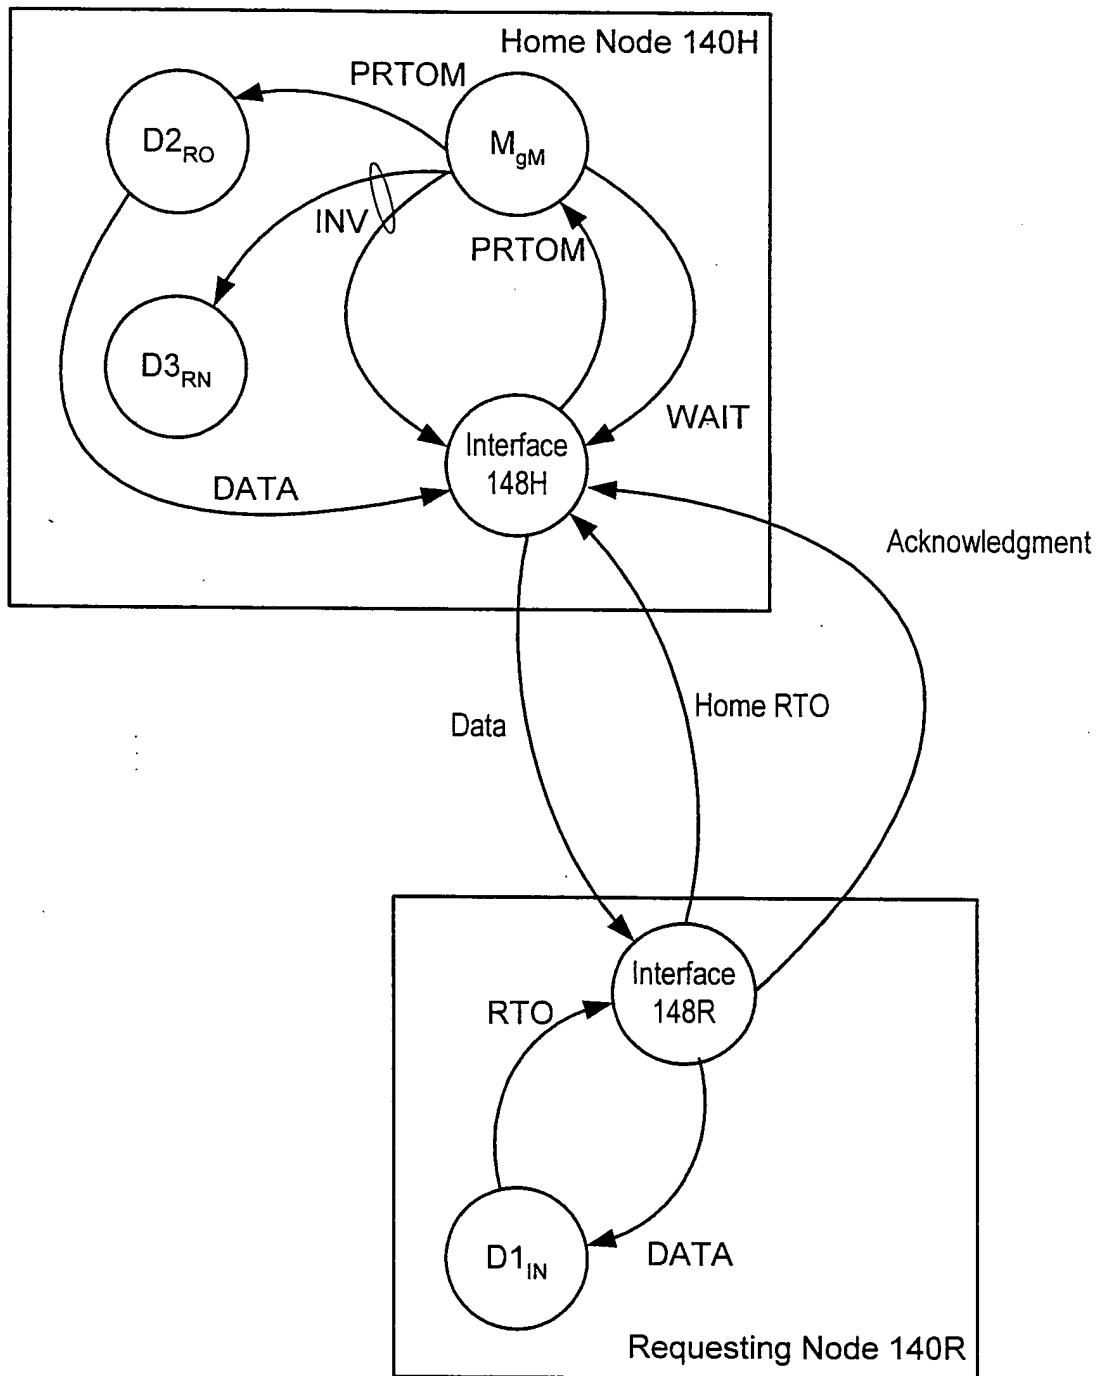 Home Node 140H
PRTOM
D2RO
MgM
INV
PRTOM
D3RN
WAIT
Interface
148H
DATA
Acknowledgment
Data
Home RTO
Interface
148R
RTO
D1IN
DATA
Requesting Node 140R